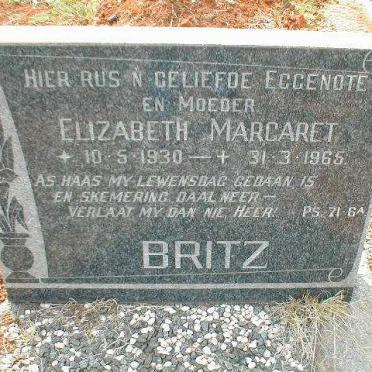 HIER RUS 'N GELIEFDE EGGENOTE
EN MOEDER
ELIZABETH MARGARET
+ 10-5-1930 — + 31-3-1965
AS HAAS MY LEWENSDAG GEDAAN IS
EN SKEMERING DAAL NEER —
VERLAAT MY DAN NIE, HEER! PS. 71-6A
BRITZ